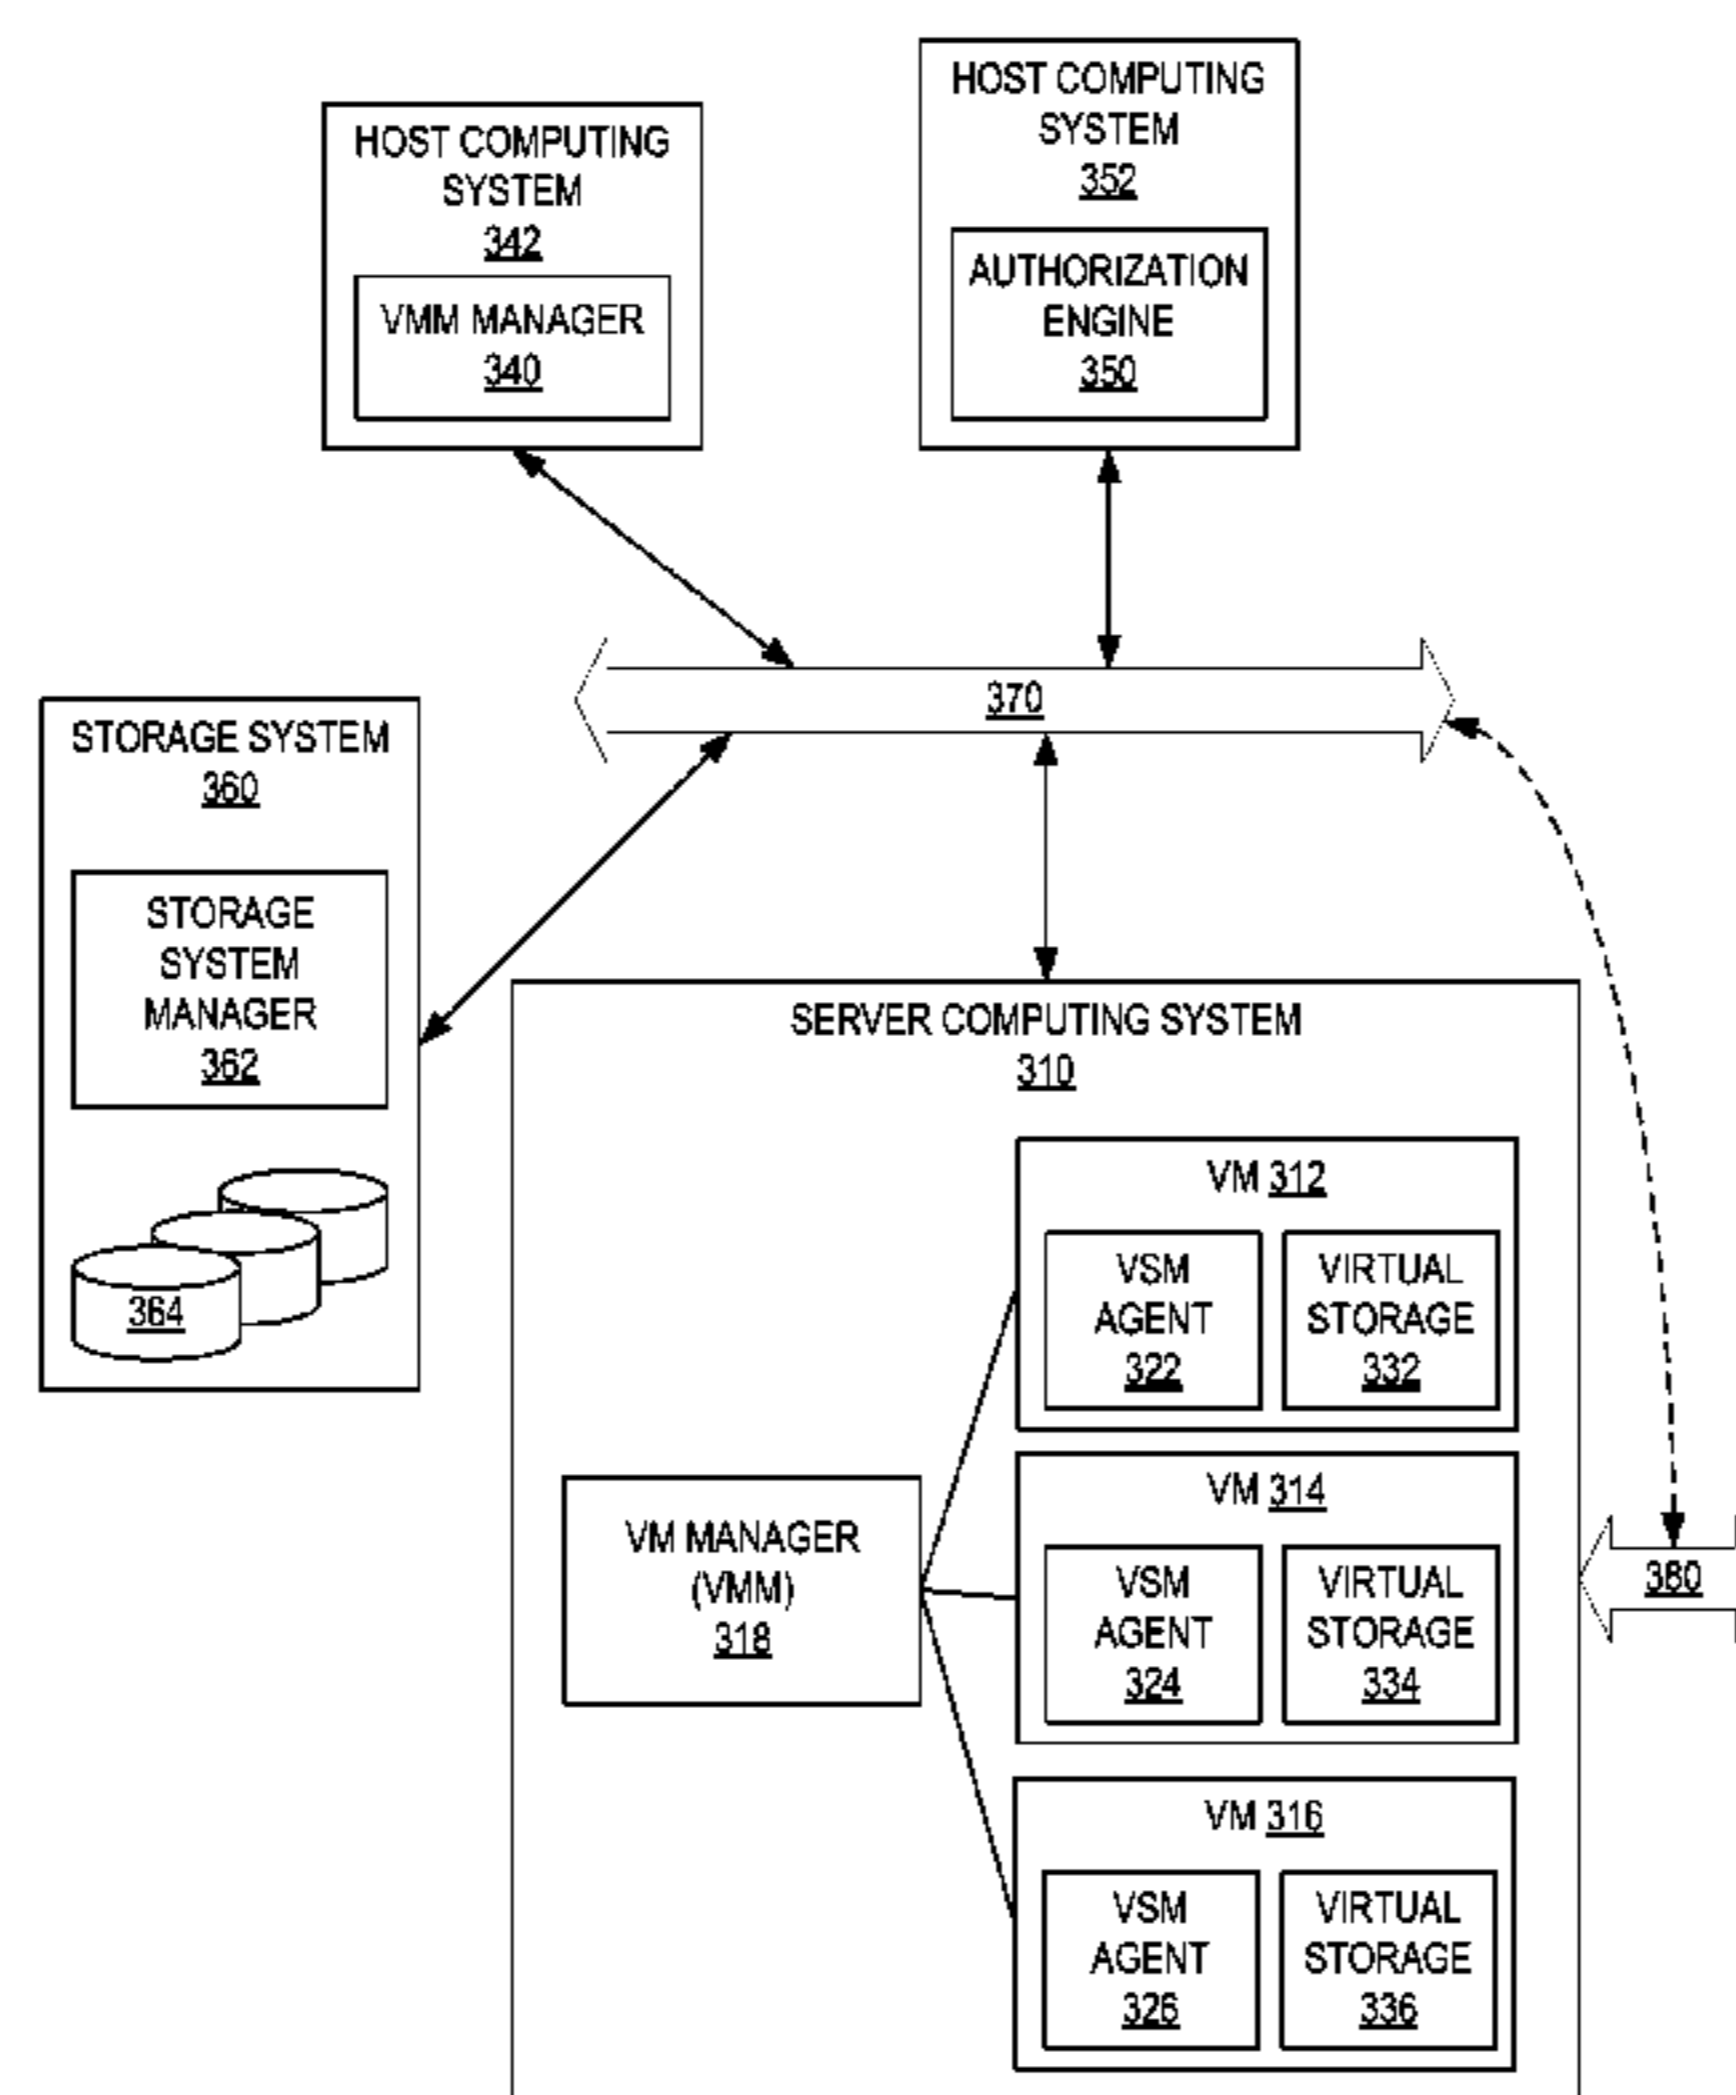 HOST COMPUTING
SYSTEM
342
VMM MANAGER
340
HOST COMPUTING
SYSTEM
352
AUTHORIZATION
ENGINE
350
370
STORAGE SYSTEM
360
STORAGE
SYSTEM
MANAGER
362
364
SERVER COMPUTING SYSTEM
310
VM MANAGER
(VMM)
318
VM 312
VSM
AGENT
322
VIRTUAL
STORAGE
332
VM 314
VSM
AGENT
324
VIRTUAL
STORAGE
334
VM 316
VSM
AGENT
326
VIRTUAL
STORAGE
336
380